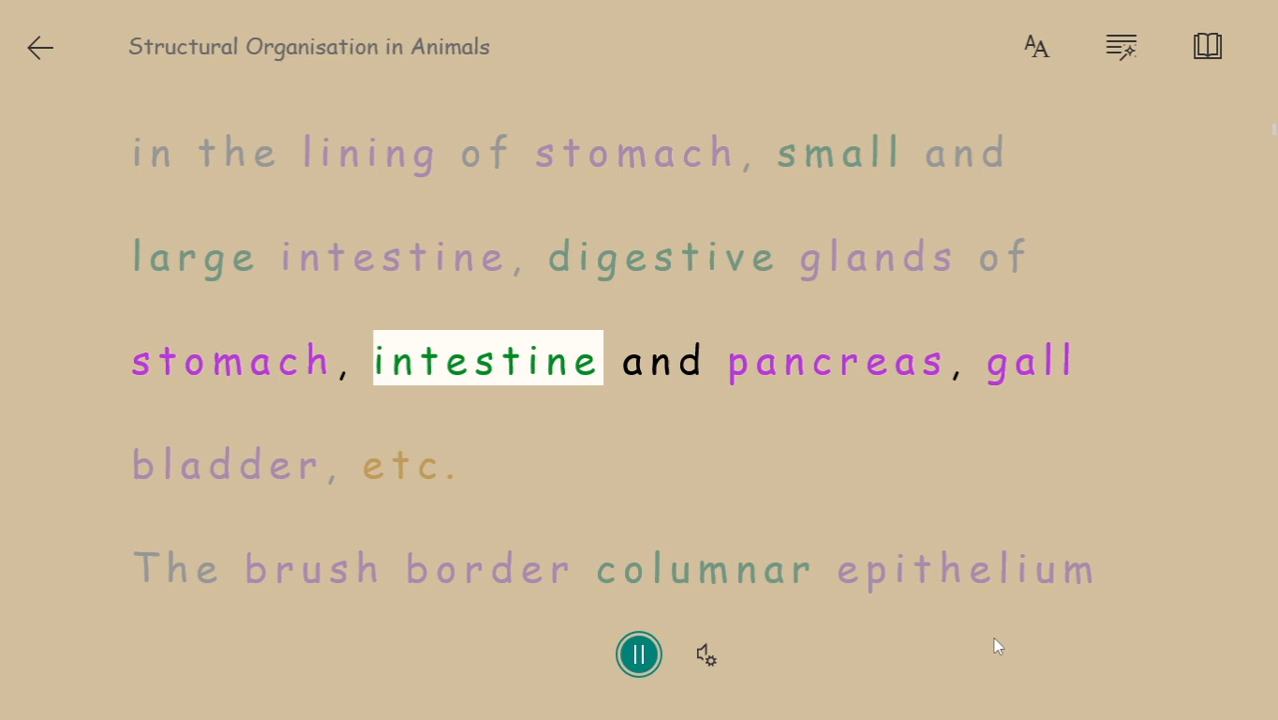 Structural Organisation in Animals
in the lining of stomach, small and
large intestine, digestive glands of
stomach, intestine and pancreas, gall
bladder, etc.
The brush border columnar epithelium